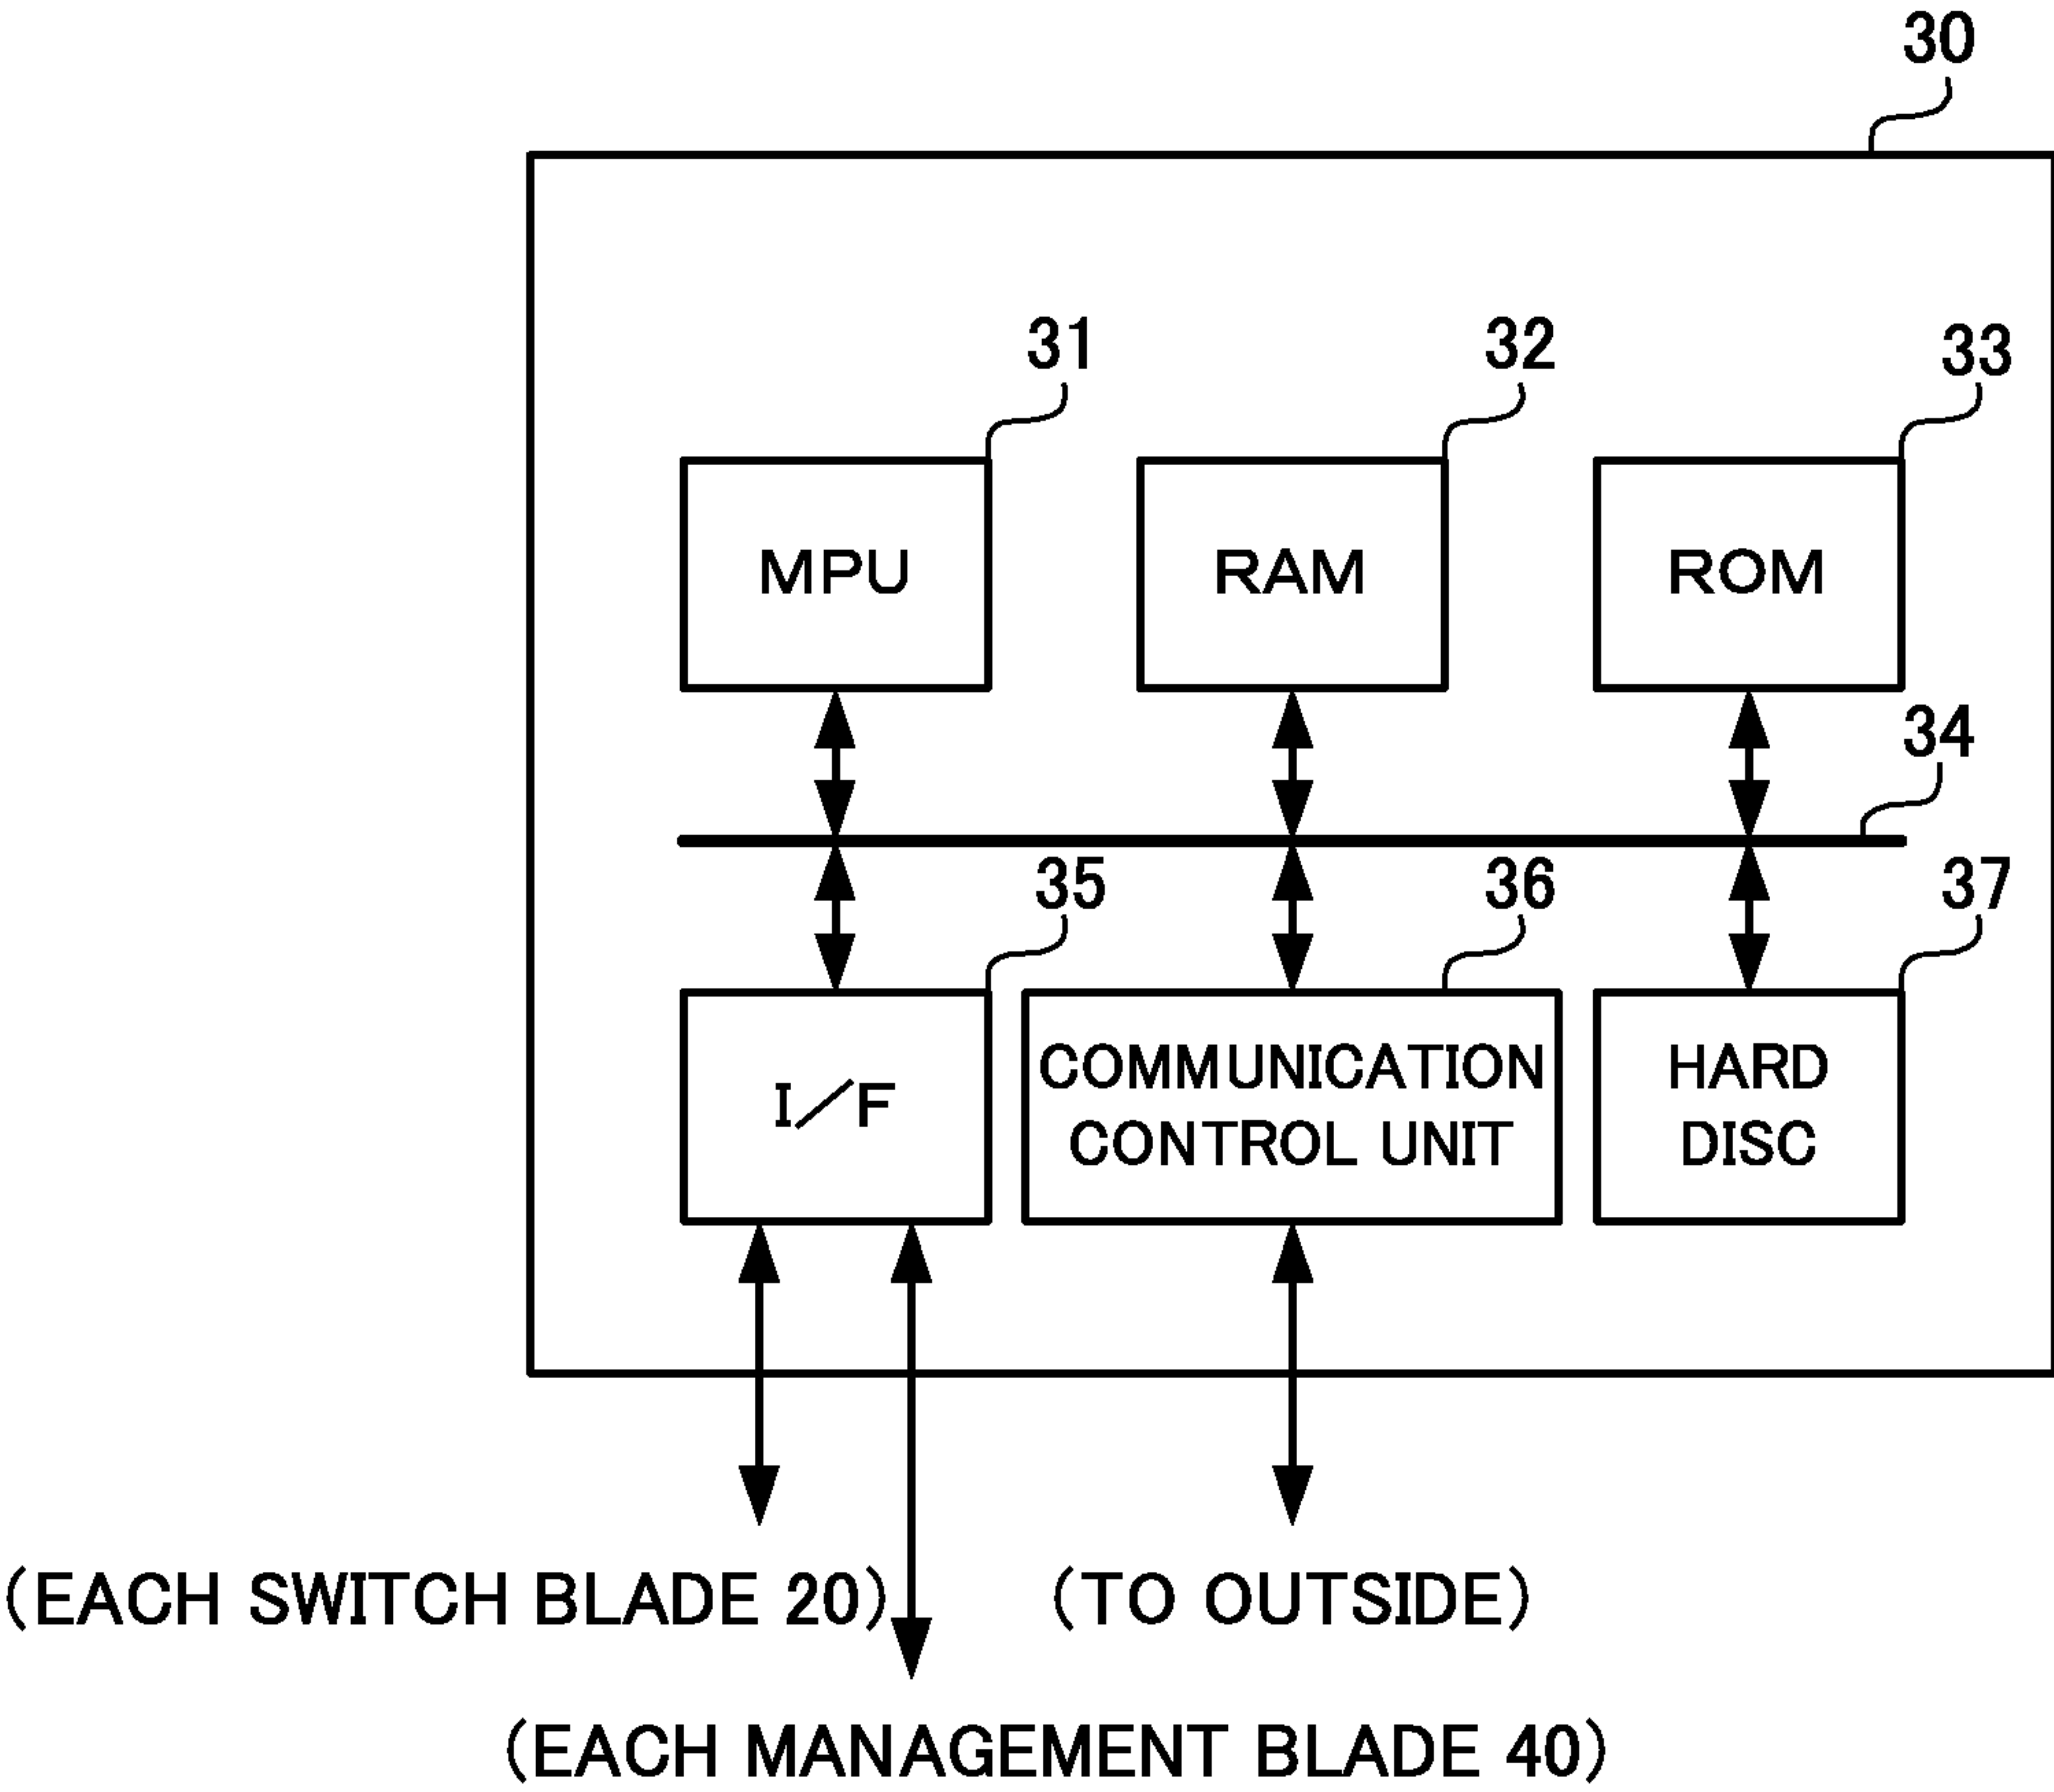 30
31
32
33
MPU
RAM
ROM
34
35
36
37
I/F
COMMUNICATION
CONTROL UNIT
HARD
DISC
(EACH SWITCH BLADE 20)
(TO OUTSIDE)
(EACH MANAGEMENT BLADE 40)